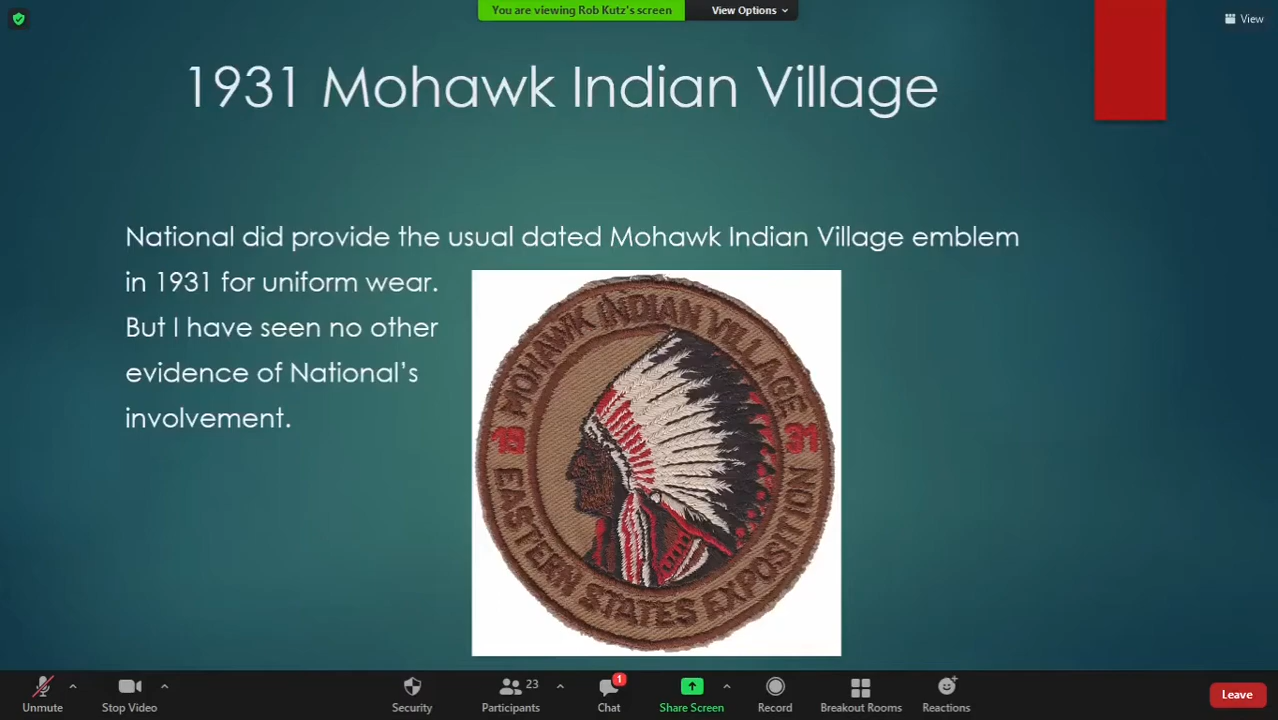 You are viewing Rob Kutz's screen
View Options
View
1931 Mohawk Indian Village
National did provide the usual dated Mohawk Indian Village emblem
in 1931 for uniform wear.
But I have seen no other
evidence of National's
involvement.
MOHAWK INDIAN VILLAGE
19 31
EASTERN STATES EXPOSITION
Unmute
Stop Video
Security
23
Participants
1
Chat
Share Screen
Record
Breakout Rooms
Reactions
Leave